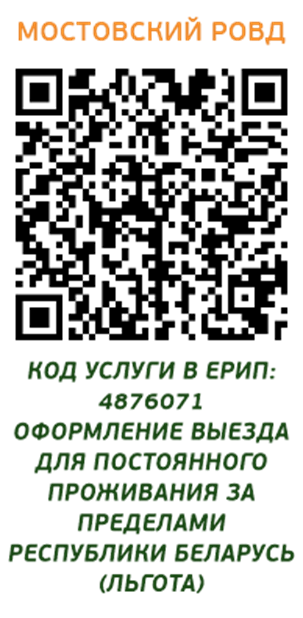 МОСТОВСКИЙ РОВД
КОД УСЛУГИ В ЕРИП:
4876071
ОФОРМЛЕНИЕ ВЫЕЗДА
ДЛЯ ПОСТОЯННОГО
ПРОЖИВАНИЯ ЗА
ПРЕДЕЛАМИ
РЕСПУБЛИКИ БЕЛАРУСЬ
(ЛЬГОТА)